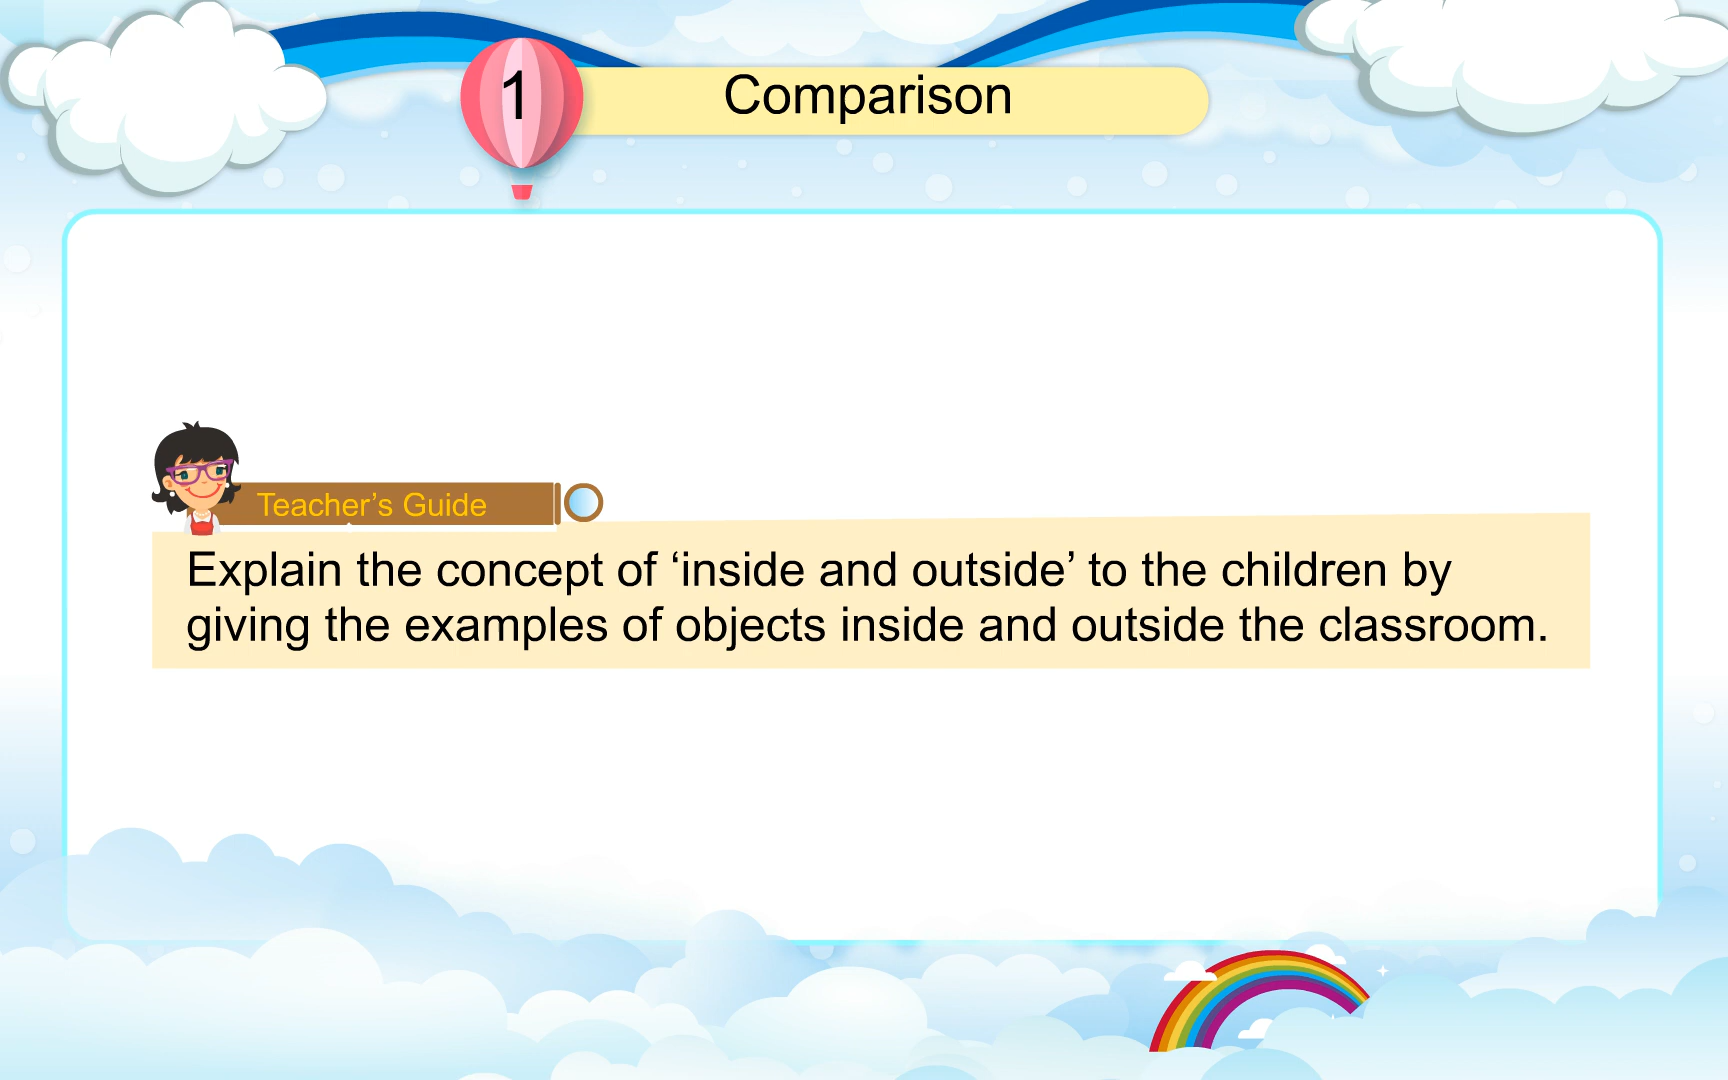 1
Comparison
Teacher’s Guide
Explain the concept of ‘inside and outside’ to the children by
giving the examples of objects inside and outside the classroom.